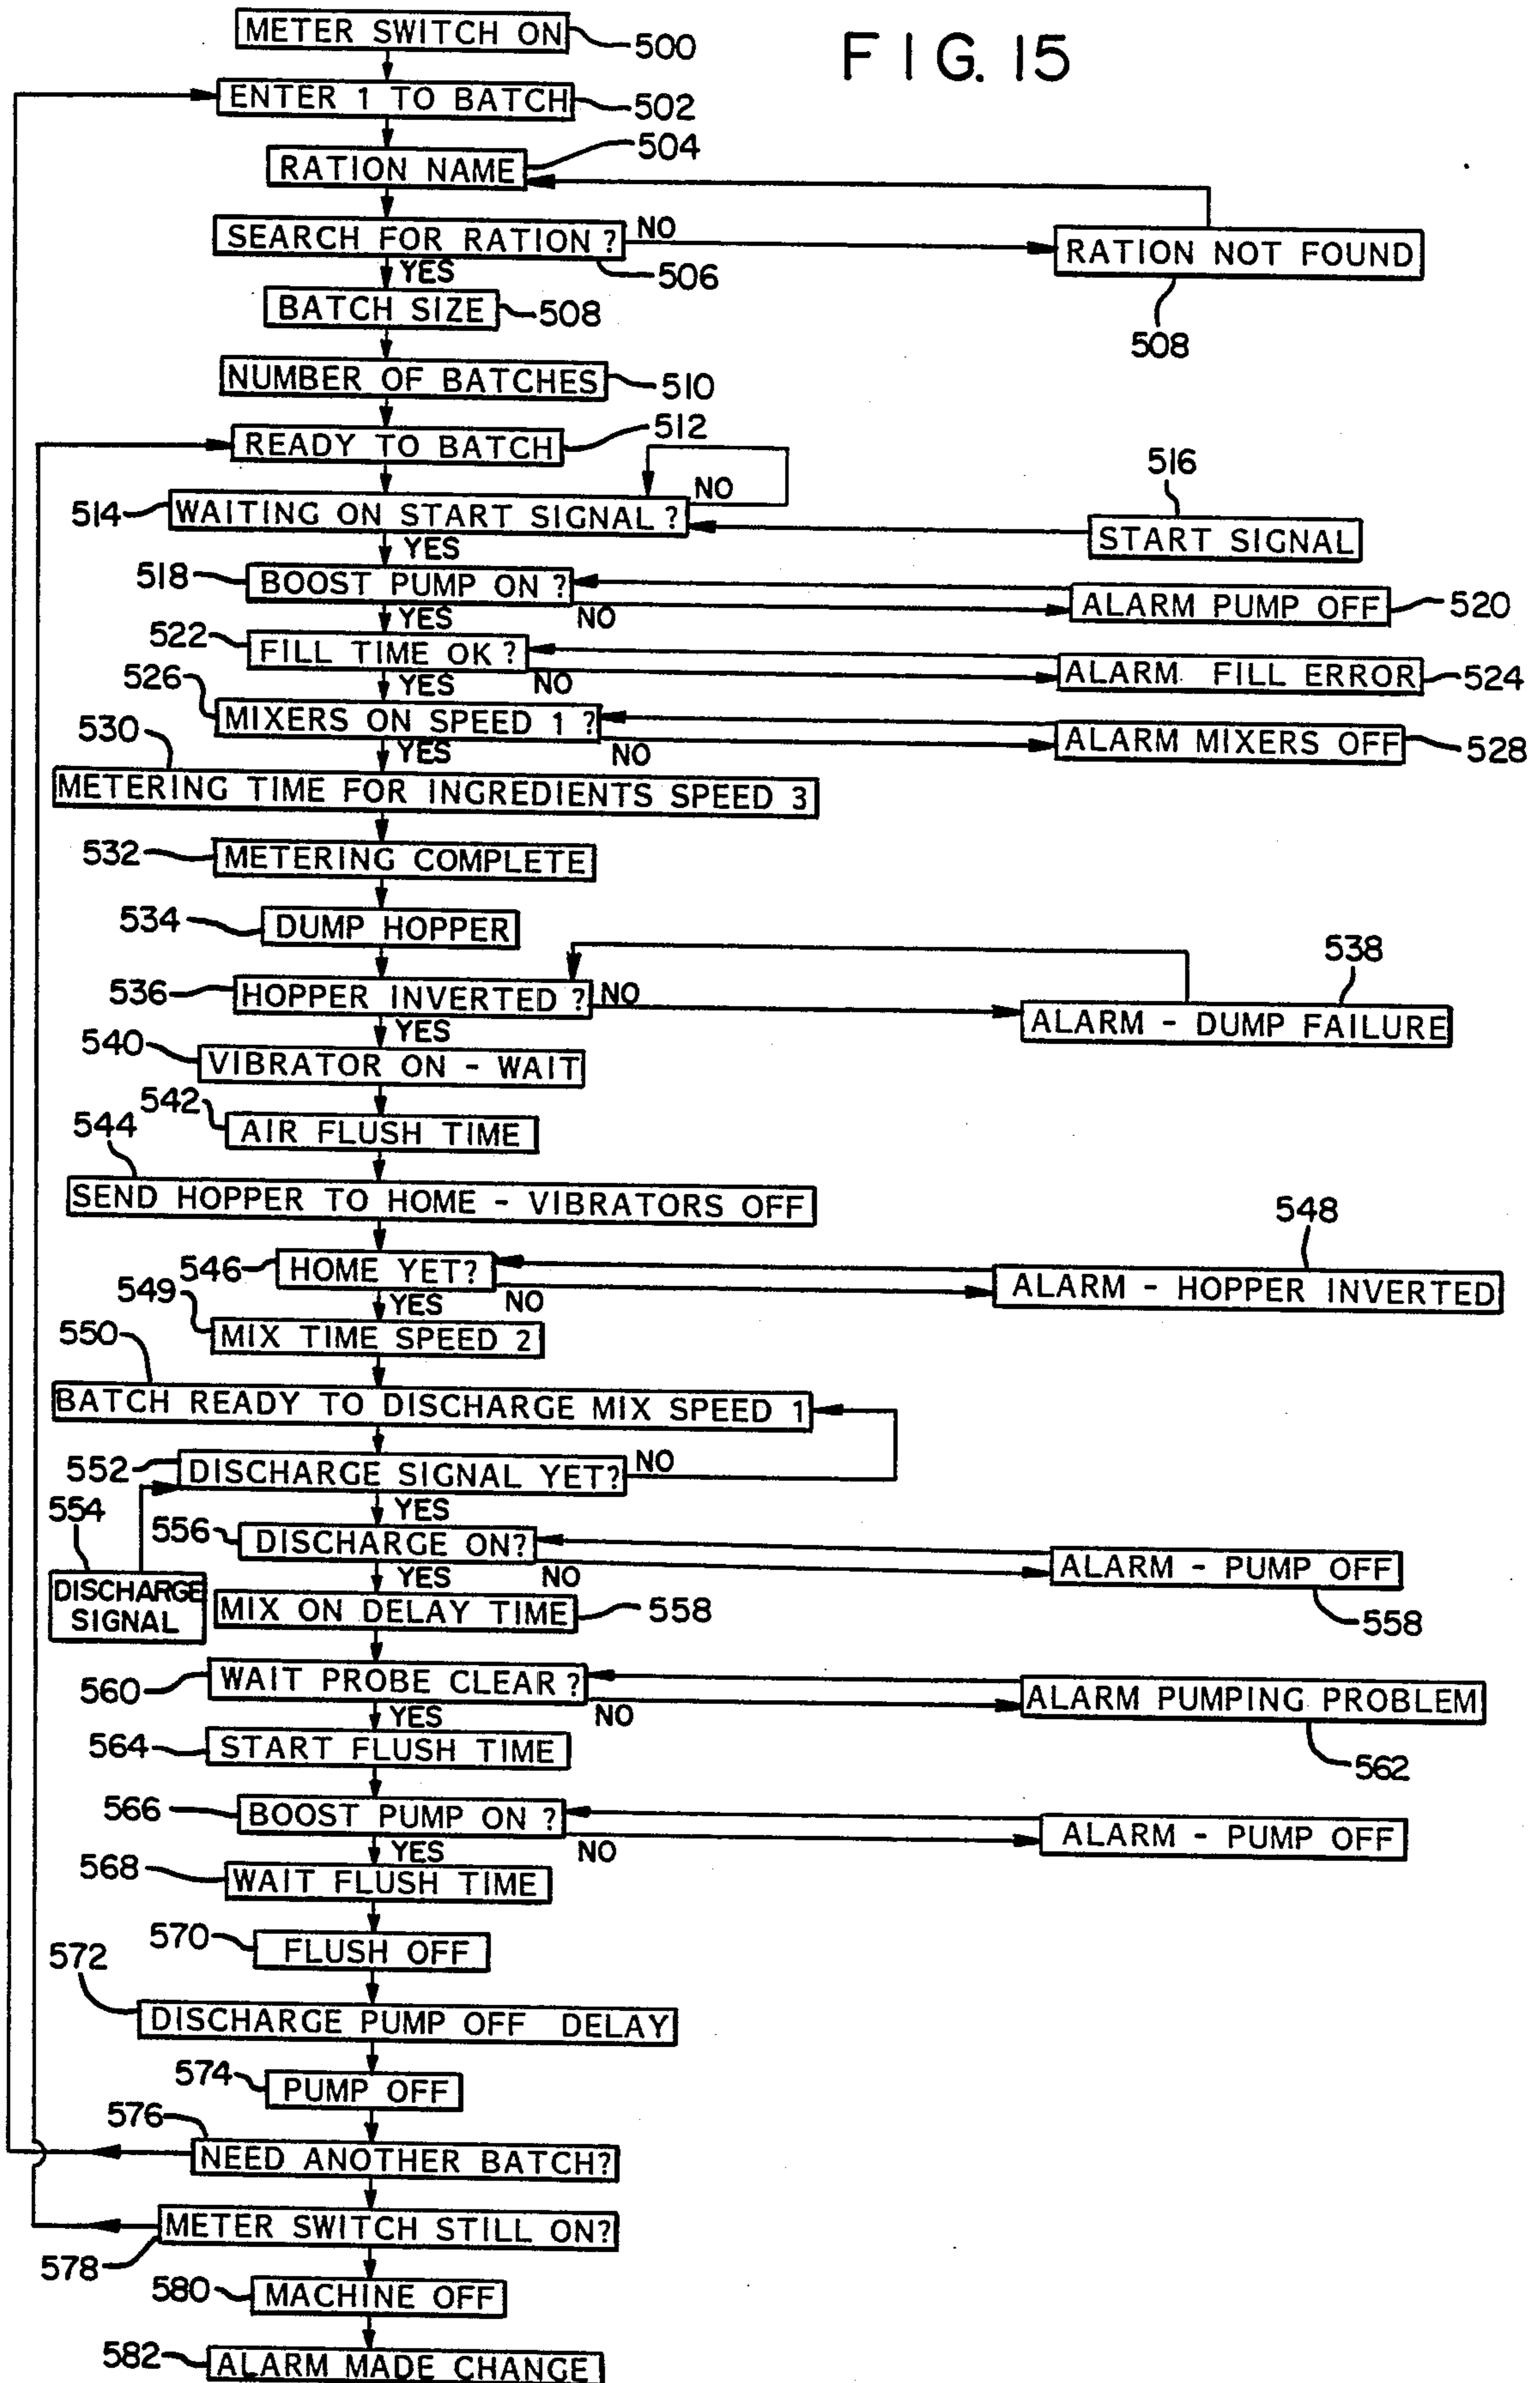 FIG. 15
METER SWITCH ON 500
ENTER 1 TO BATCH 502
RATION NAME 504
SEARCH FOR RATION ? NO RATION NOT FOUND
506
YES
508
BATCH SIZE 508
NUMBER OF BATCHES 510
READY TO BATCH 512
516
514 WAITING ON START SIGNAL ? NO START SIGNAL
YES
518 BOOST PUMP ON ? ALARM PUMP OFF 520
YES NO
522 FILL TIME OK ? ALARM FILL ERROR 524
YES NO
526 MIXERS ON SPEED 1 ? ALARM MIXERS OFF 528
YES NO
530
METERING TIME FOR INGREDIENTS SPEED 3
532 METERING COMPLETE
534 DUMP HOPPER
538
536 HOPPER INVERTED ? NO ALARM - DUMP FAILURE
YES
540 VIBRATOR ON - WAIT
542 AIR FLUSH TIME
544
SEND HOPPER TO HOME - VIBRATORS OFF
548
546 HOME YET? ALARM - HOPPER INVERTED
YES NO
549 MIX TIME SPEED 2
550
BATCH READY TO DISCHARGE MIX SPEED 1
552 DISCHARGE SIGNAL YET? NO
YES
554
DISCHARGE
SIGNAL
556 DISCHARGE ON? ALARM - PUMP OFF
YES NO
558
MIX ON DELAY TIME 558
560 WAIT PROBE CLEAR ? ALARM PUMPING PROBLEM
YES NO
562
564 START FLUSH TIME
566 BOOST PUMP ON ? ALARM - PUMP OFF
YES NO
568 WAIT FLUSH TIME
570 FLUSH OFF
572
DISCHARGE PUMP OFF DELAY
574 PUMP OFF
576
NEED ANOTHER BATCH?
METER SWITCH STILL ON?
578
580 MACHINE OFF
582 ALARM MADE CHANGE